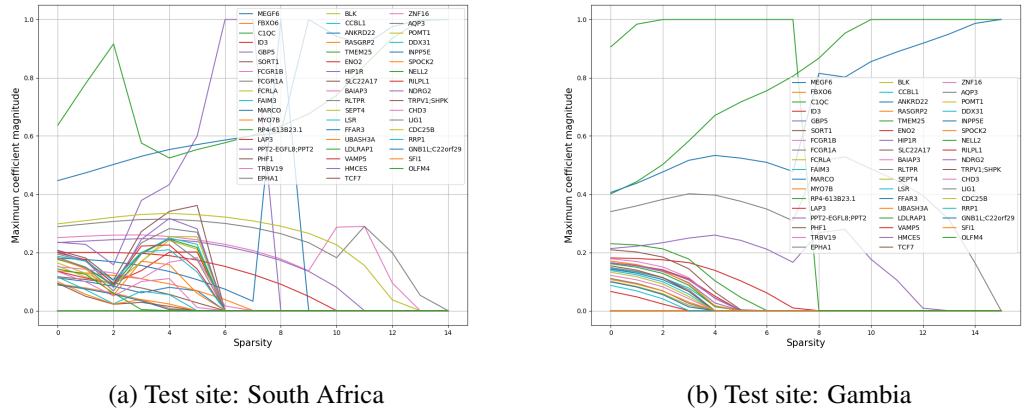 1.0
0.8
0.6
0.4
0.2
0.0
Maximum coefficient magnitude
0 2 4 6 8 10 12 14
Sparsity
MEGF6 BLK ZNF16
FBXO6 CCBL1 AQP3
C1QC ANKRD22 POMT1
ID3 RASGRP2 DDX31
GBP5 TMEM25 INPP5E
SORT1 ENO2 SPOCK2
FCGR1B HIP1R NELL2
FCGR1A SLC22A17 RILPL1
FCRLA BAIAP3 NDRG2
FAIM3 RLTPR TRPV1;SHPK
MARCO SEPT4 CHD3
MYO7B LSR LIG1
RP4-613B23.1 FFAR3 CDC25B
LAP3 UBASH3A RRP1
PPT2-EGFL8;PPT2 LDLRAP1 GNB1L;C22orf29
PHF1 VAMP5 SFI1
TRBV19 HMCES OLFM4
EPHA1 TCF7
(a) Test site: South Africa
1.0
0.8
0.6
0.4
0.2
0.0
Maximum coefficient magnitude
0 2 4 6 8 10 12 14
Sparsity
MEGF6 BLK ZNF16
FBXO6 CCBL1 AQP3
C1QC ANKRD22 POMT1
ID3 RASGRP2 DDX31
GBP5 TMEM25 INPP5E
SORT1 ENO2 SPOCK2
FCGR1B HIP1R NELL2
FCGR1A SLC22A17 RILPL1
FCRLA BAIAP3 NDRG2
FAIM3 RLTPR TRPV1;SHPK
MARCO SEPT4 CHD3
MYO7B LSR LIG1
RP4-613B23.1 FFAR3 CDC25B
LAP3 UBASH3A RRP1
PPT2-EGFL8;PPT2 LDLRAP1 GNB1L;C22orf29
PHF1 VAMP5 SFI1
TRBV19 HMCES OLFM4
EPHA1 TCF7
(b) Test site: Gambia